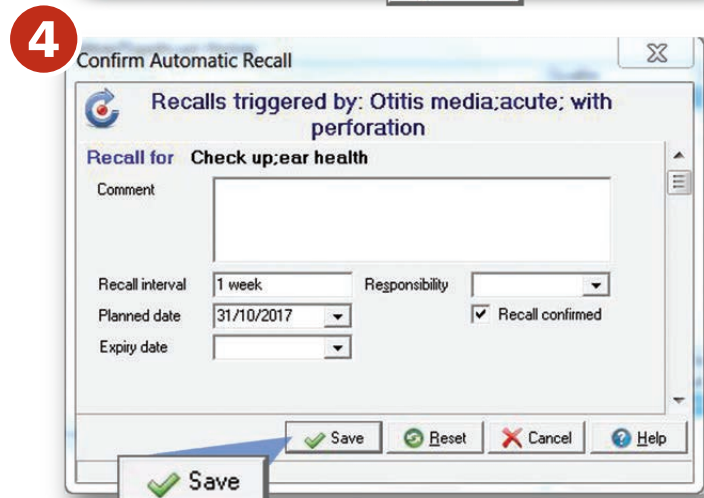 4
Confirm Automatic Recall
Recalls triggered by: Otitis media;acute; with
perforation
Recall for Check up;ear health
Comment
Recall interval 1 week Responsibility
Planned date 31/10/2017 Recall confirmed
Expiry date
Save Reset Cancel Help
Save